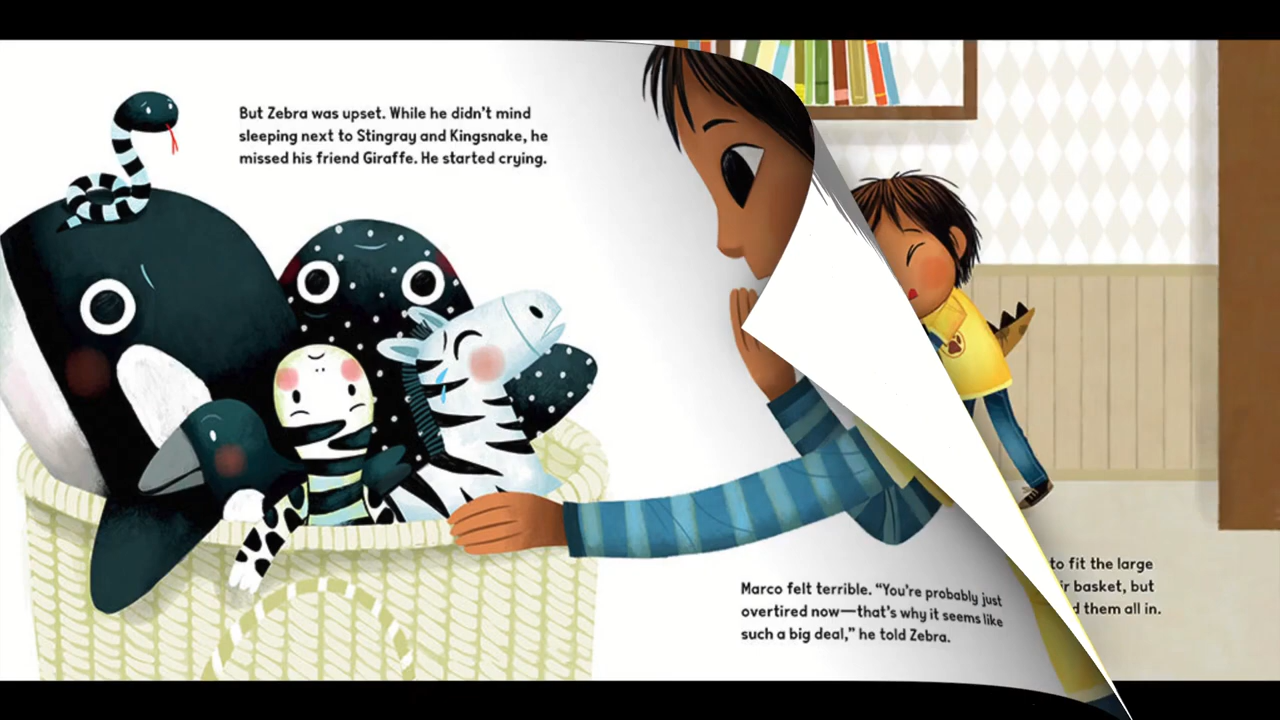 But Zebra was upset. While he didn't mind
sleeping next to Stingray and Kingsnake, he
missed his friend Giraffe. He started crying.
Marco felt terrible. “You're probably just
overtired now—that's why it seems like
such a big deal,” he told Zebra.
to fit the large
basket, but
them all in.